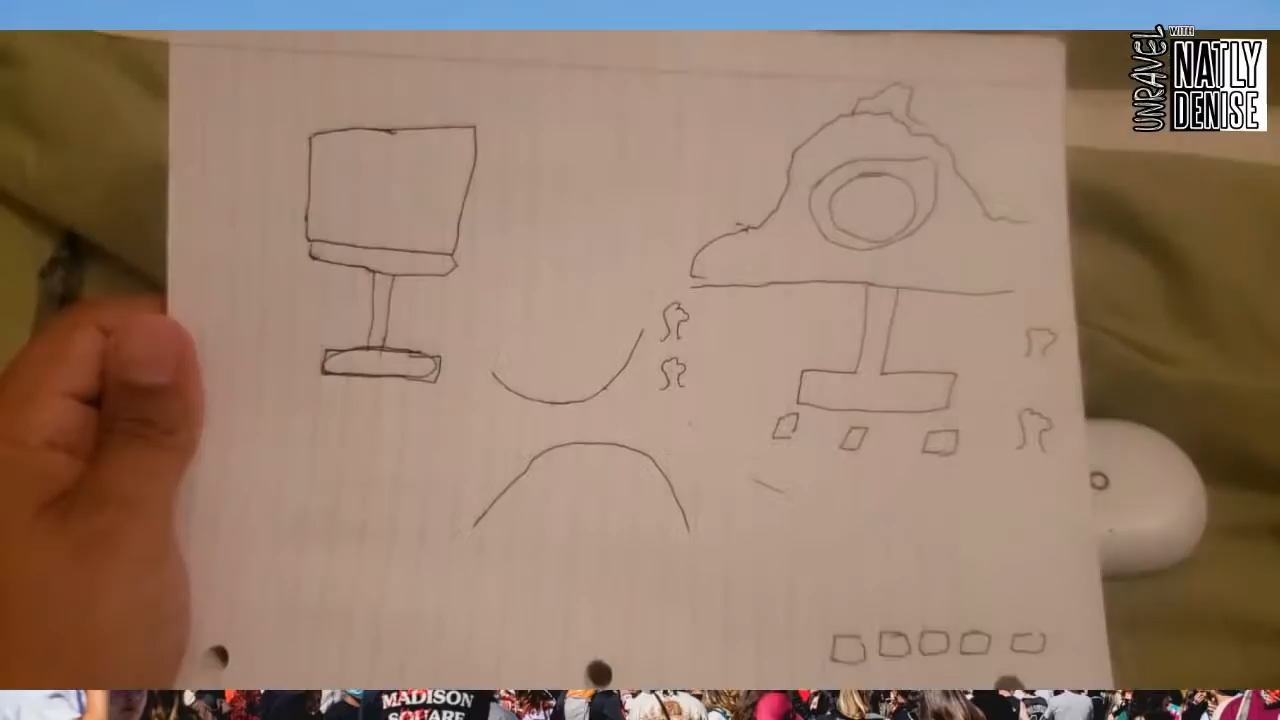 UNRAVEL
WITH
NATLY
DENISE
MADISON
SQUARE